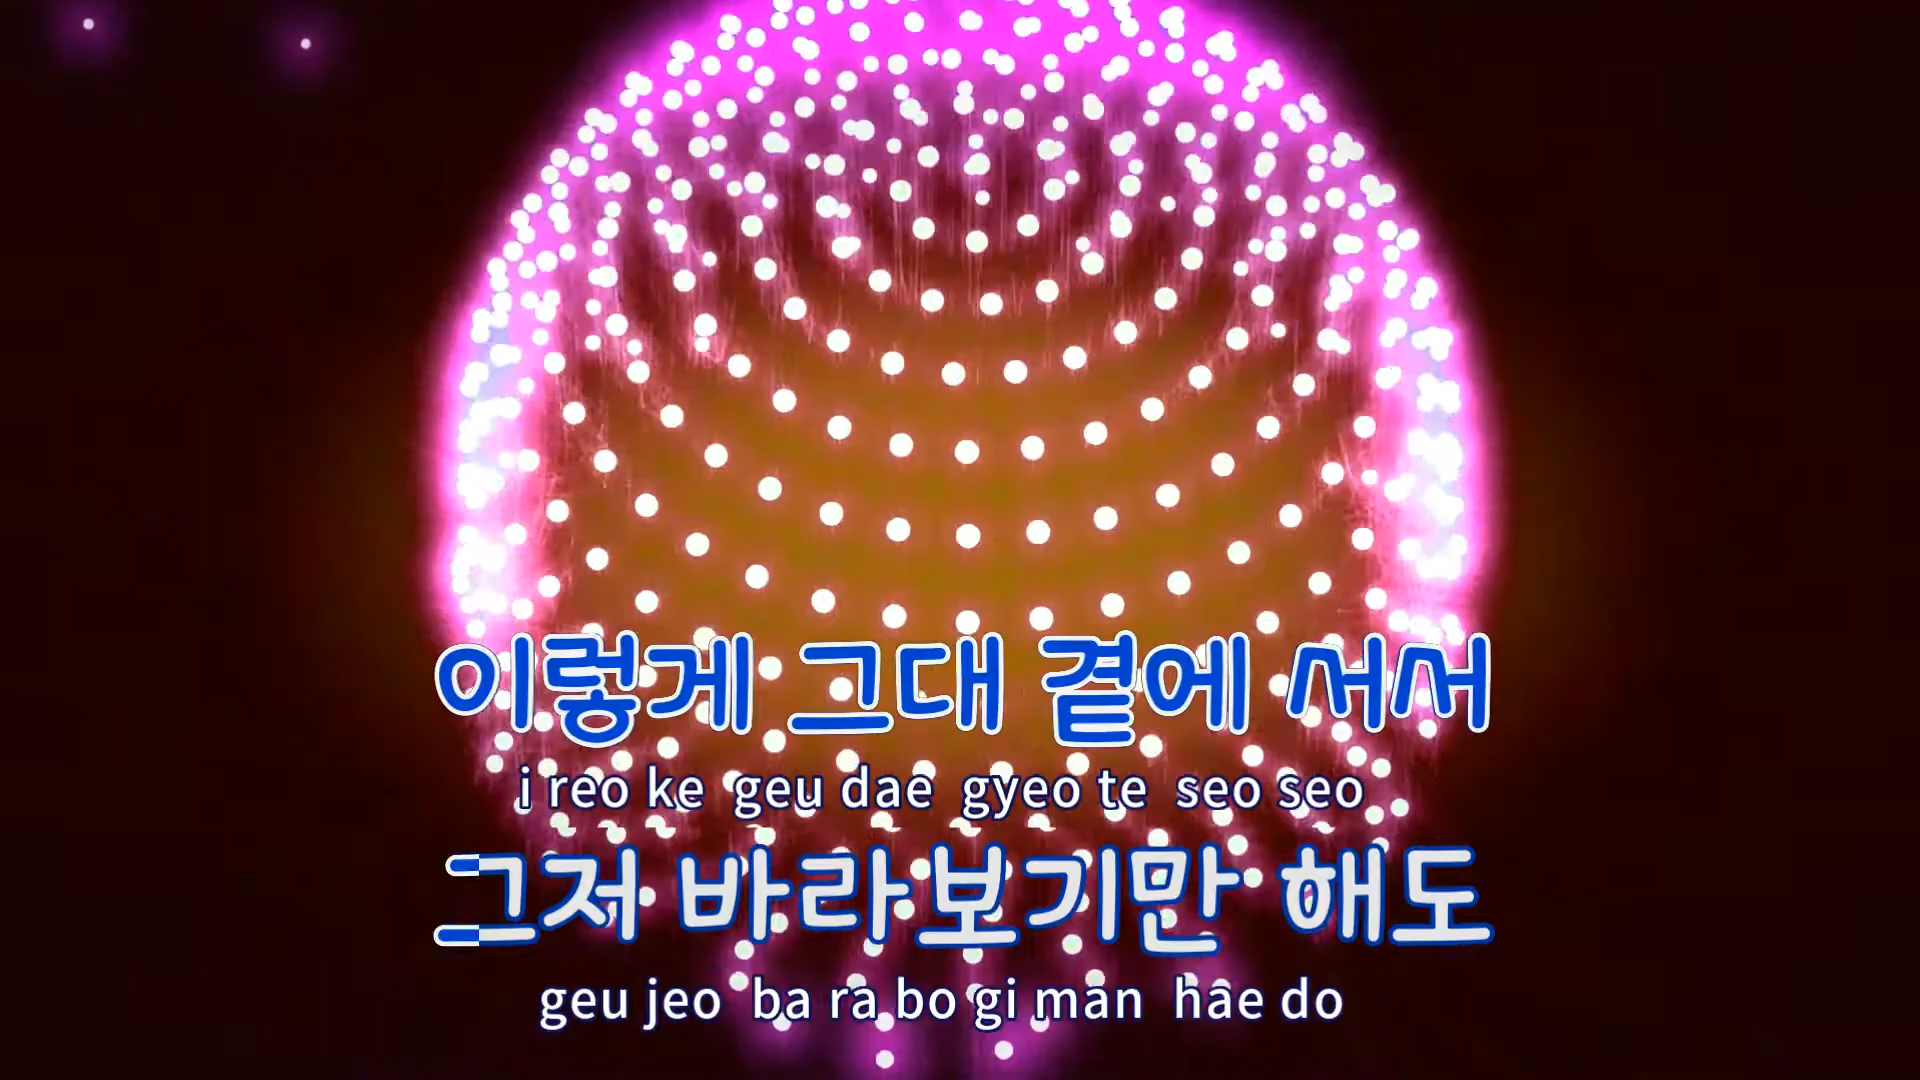 이렇게 그대 곁에 서서
i reo ke geu dae gyeo te seo seo
그저 바라보기만 해도
geu jeo ba ra bo gi man hae do